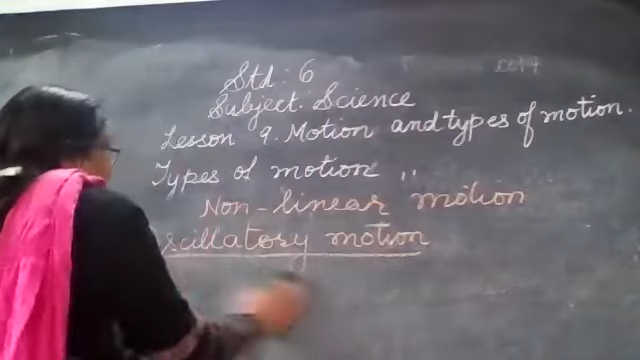 Std: 6
Subject. Science
Lesson 9. Motion and types of motion.
Types of motion "
Non-linear motion
scillatory motion